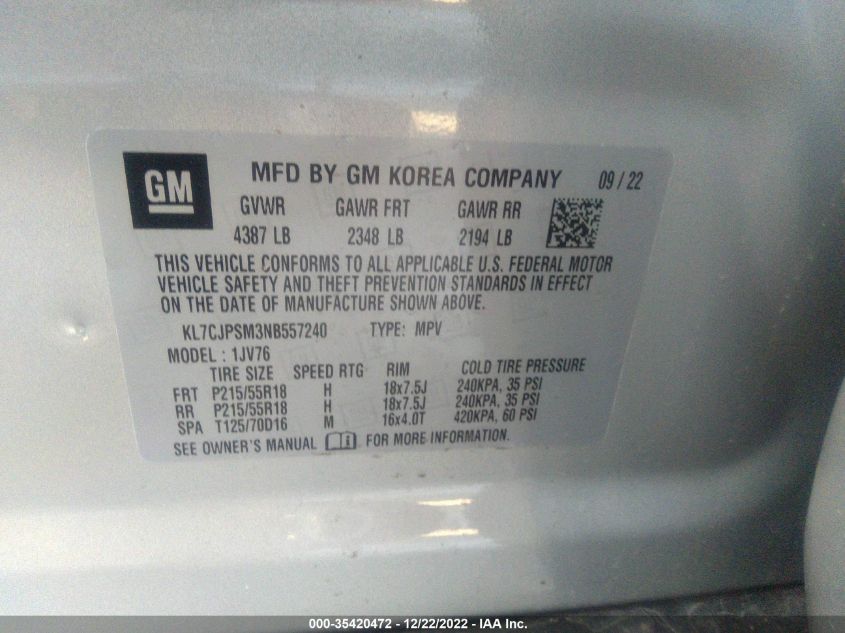 GM
MFD BY GM KOREA COMPANY 09 / 22
GVWR GAWR FRT GAWR RR
4387 LB 2348 LB 2194 LB
THIS VEHICLE CONFORMS TO ALL APPLICABLE U.S. FEDERAL MOTOR
VEHICLE SAFETY AND THEFT PREVENTION STANDARDS IN EFFECT
ON THE DATE OF MANUFACTURE SHOWN ABOVE.
KL7CJPSM3NB557240 TYPE: MPV
MODEL : 1JV76
TIRE SIZE SPEED RTG RIM COLD TIRE PRESSURE
FRT P215/55R18 H 18x7.5J 240KPA, 35 PSI
RR P215/55R18 H 18x7.5J 240KPA, 35 PSI
SPA T125/70D16 M 16x4.0T 420KPA, 60 PSI
SEE OWNER'S MANUAL FOR MORE INFORMATION.
000-35420472 - 12/22/2022 - IAA Inc.